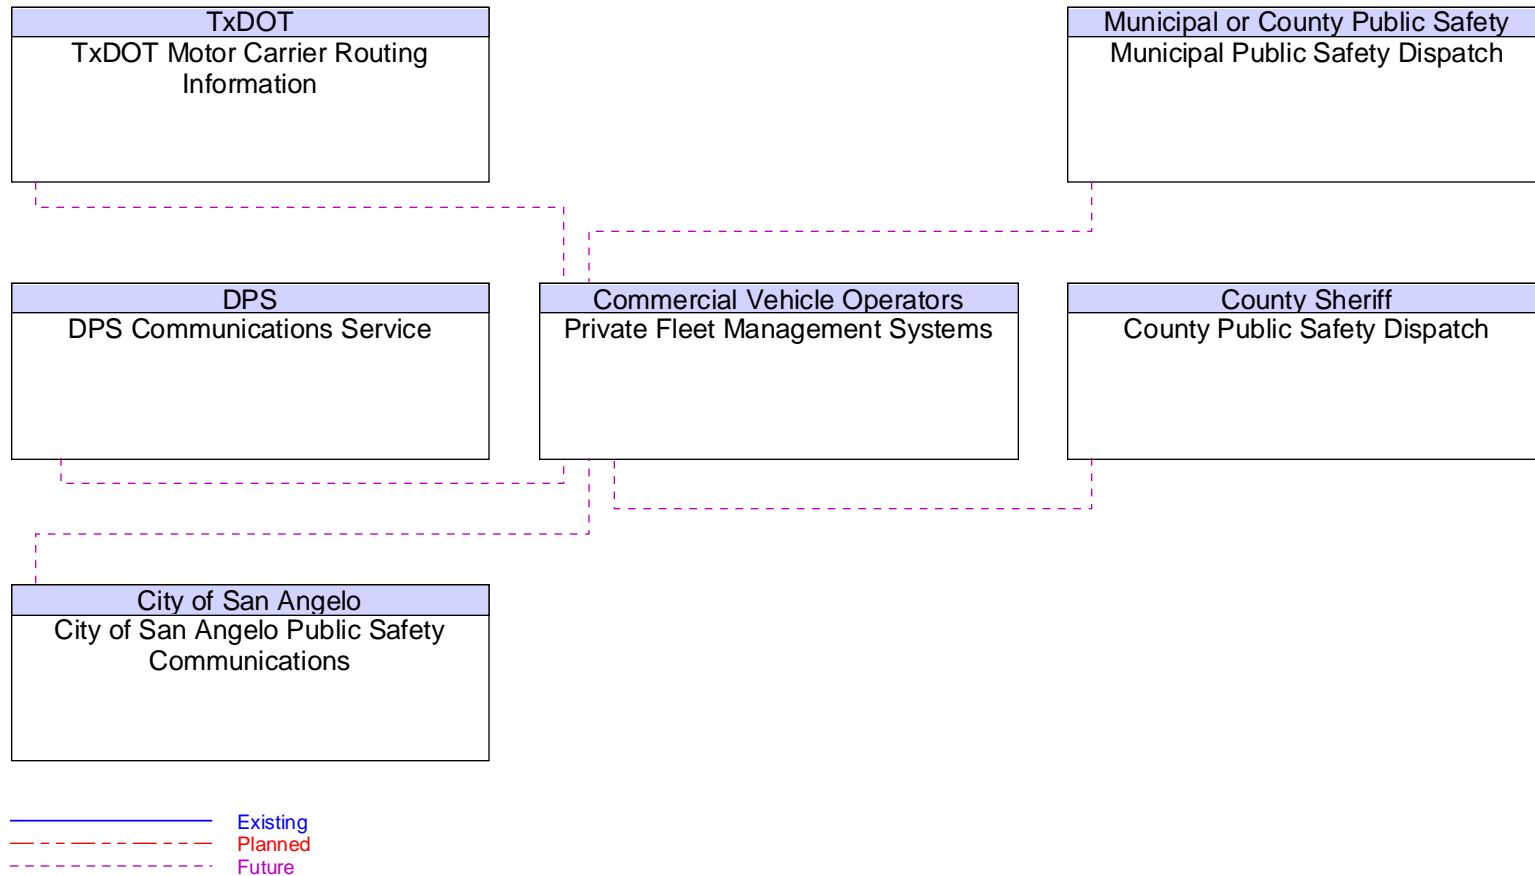 TxDOT
TxDOT Motor Carrier Routing
Information
Municipal or County Public Safety
Municipal Public Safety Dispatch
DPS
DPS Communications Service
Commercial Vehicle Operators
Private Fleet Management Systems
County Sheriff
County Public Safety Dispatch
City of San Angelo
City of San Angelo Public Safety
Communications
Existing
Planned
Future